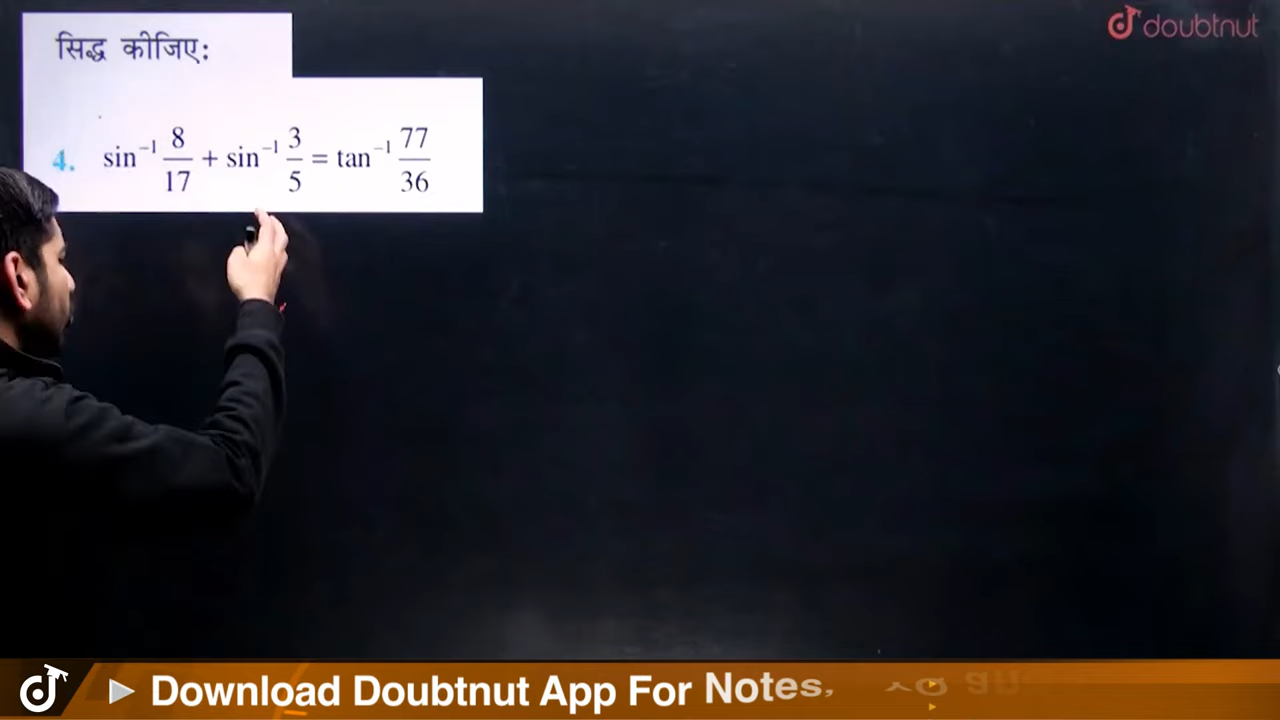 सिद्ध कीजिए:
doubtnut
4. sin⁻¹ 8/17 + sin⁻¹ 3/5 = tan⁻¹ 77/36
Download Doubtnut App For Notes,